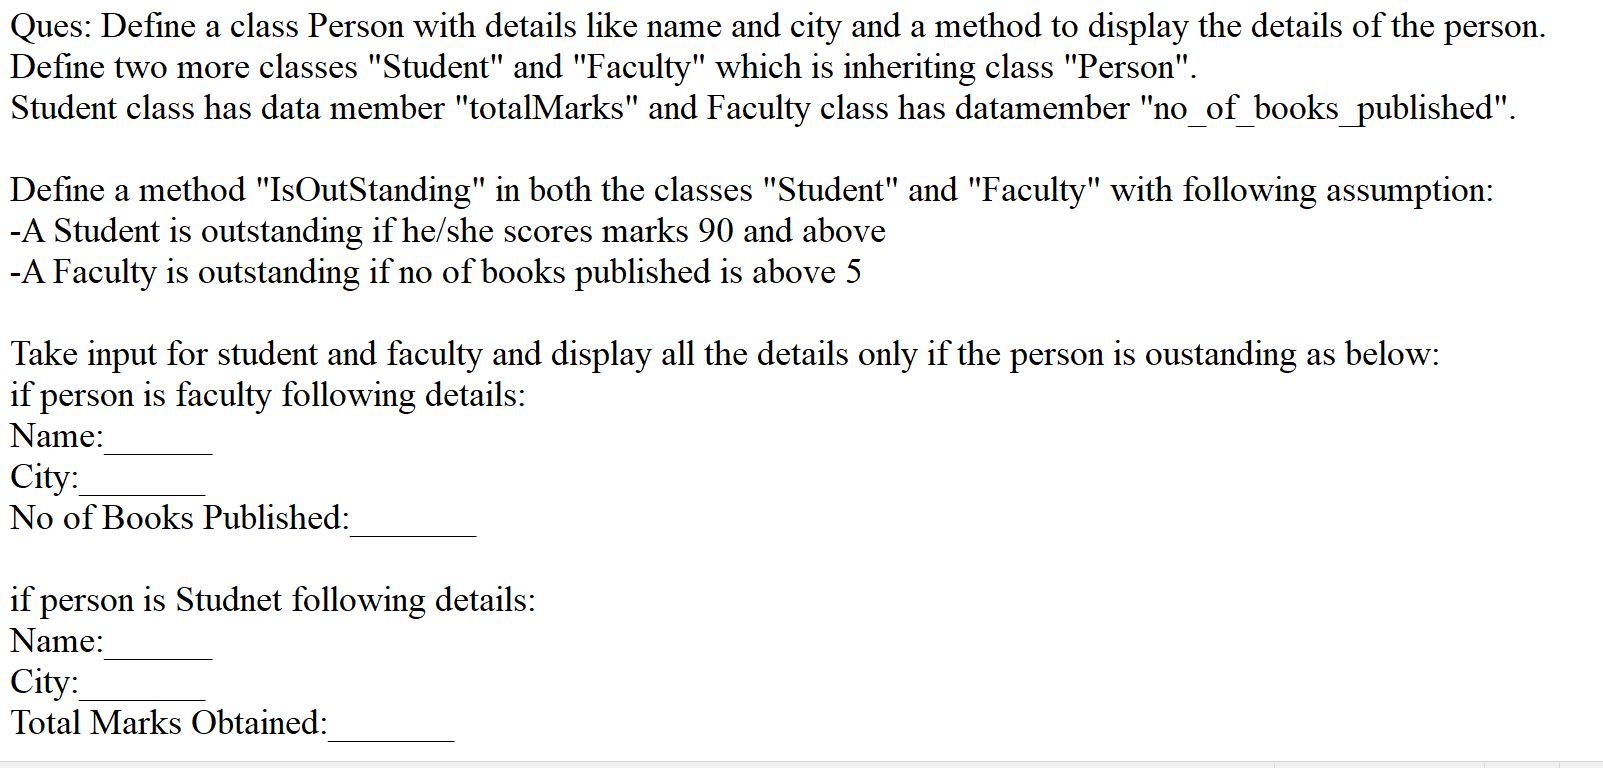 Ques: Define a class Person with details like name and city and a method to display the details of the person.
Define two more classes "Student" and "Faculty" which is inheriting class "Person".
Student class has data member "totalMarks" and Faculty class has datamember "no_of_books_published".
Define a method "IsOutStanding" in both the classes "Student" and "Faculty" with following assumption:
-A Student is outstanding if he/she scores marks 90 and above
-A Faculty is outstanding if no of books published is above 5
Take input for student and faculty and display all the details only if the person is oustanding as below:
if person is faculty following details:
Name:______
City:_______
No of Books Published:_______
if person is Studnet following details:
Name:______
City:_______
Total Marks Obtained:_______